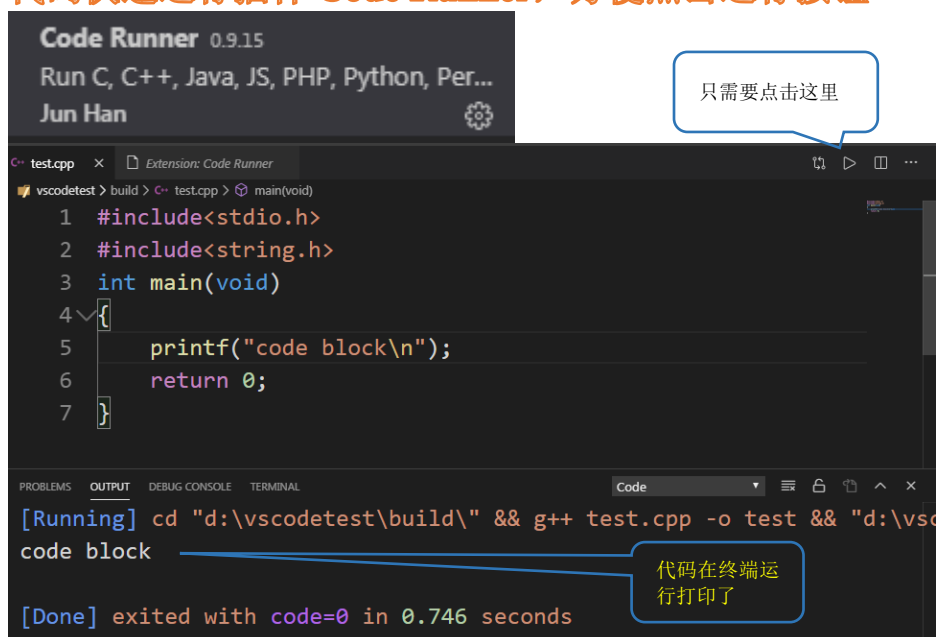 Code Runner
Code Runner 0.9.15
Run C, C++, Java, JS, PHP, Python, Per...
Jun Han
只需要点击这里
test.cpp × Extension: Code Runner
vscodetest > build > C++ test.cpp > main(void)
1 #include<stdio.h>
2 #include<string.h>
3 int main(void)
4 {
5 printf("code block\n");
6 return 0;
7 }
PROBLEMS OUTPUT DEBUG CONSOLE TERMINAL Code
[Running] cd "d:\vscodetest\build\" && g++ test.cpp -o test && "d:\vsc
code block
代码在终端运
行打印了
[Done] exited with code=0 in 0.746 seconds